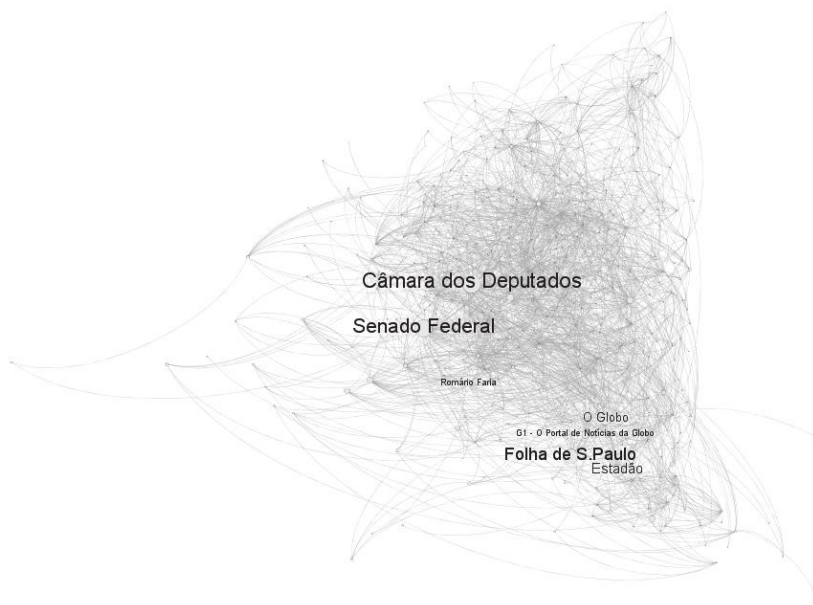 Câmara dos Deputados
Senado Federal
Romário Faria
O Globo
G1 - O Portal de Notícias da Globo
Folha de S.Paulo
Estadão